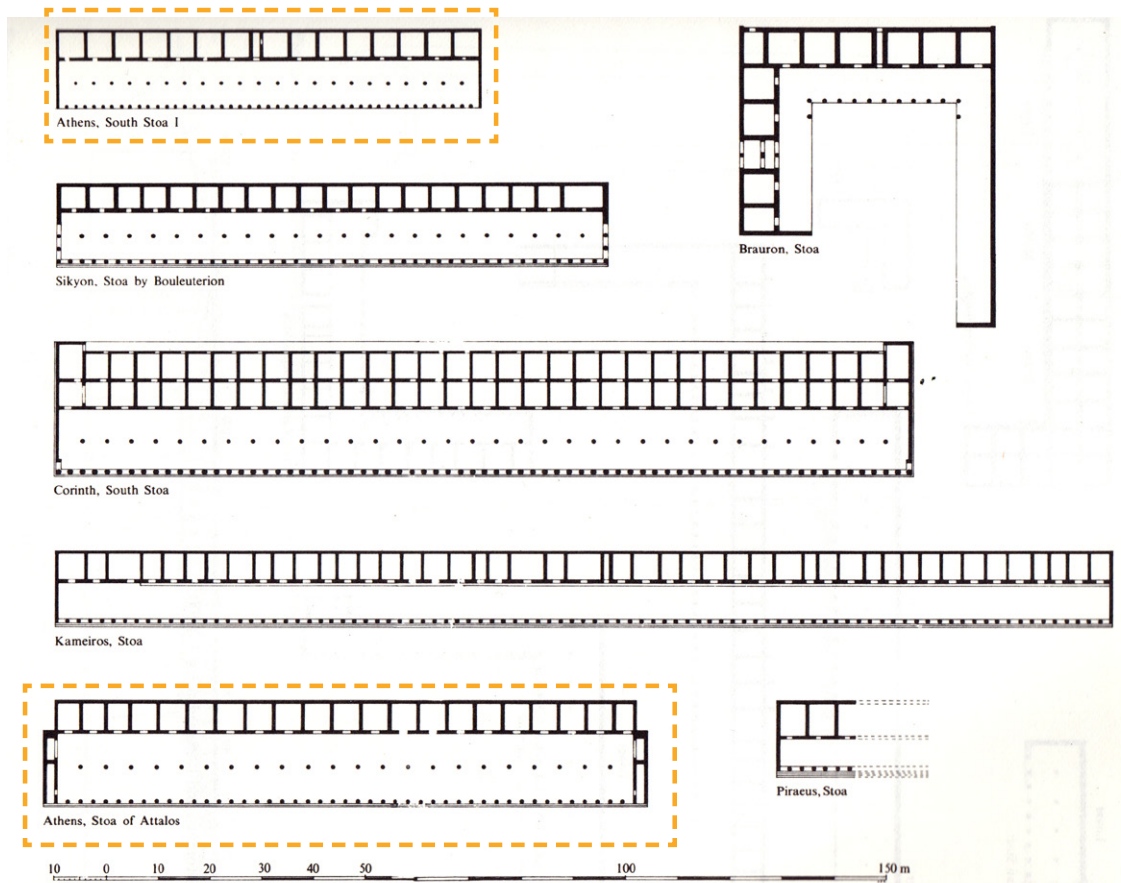 Athens, South Stoa I
Sikyon, Stoa by Bouleuterion
Brauron, Stoa
Corinth, South Stoa
Kameiros, Stoa
Athens, Stoa of Attalos
Piraeus, Stoa
10 0 10 20 30 40 50 100 150 m